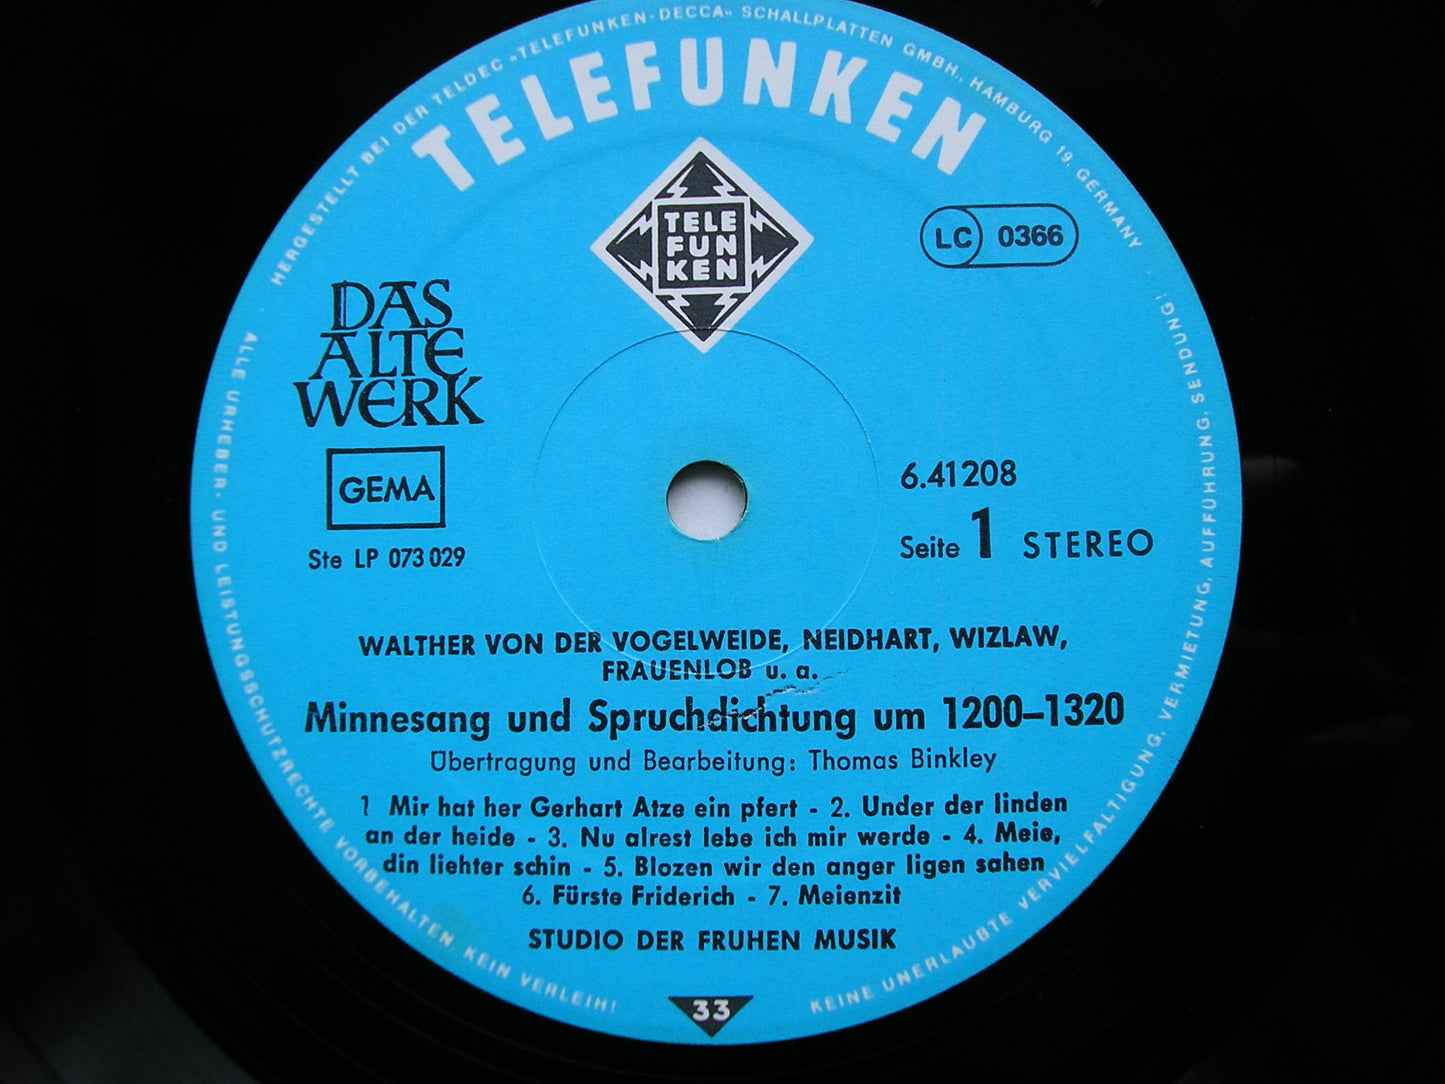 HERGESTELLT BEI DER TELDEC »TELEFUNKEN-DECCA« SCHALLPLATTEN GMBH., HAMBURG 19, GERMANY
TELEFUNKEN
TELE
FUN
KEN
LC 0366
DAS
ALTE
WERK
GEMA
Ste LP 073 029
6.41208
Seite 1 STEREO
WALTHER VON DER VOGELWEIDE, NEIDHART, WIZLAW,
FRAUENLOB u. a.
Minnesang und Spruchdichtung um 1200–1320
Übertragung und Bearbeitung: Thomas Binkley
1 Mir hat her Gerhart Atze ein pfert - 2. Under der linden
an der heide - 3. Nu alrest lebe ich mir werde - 4. Meie,
din liehter schin - 5. Blozen wir den anger ligen sahen
6. Fürste Friderich - 7. Meienzit
STUDIO DER FRUHEN MUSIK
33
ALLE URHEBER- UND LEISTUNGSSCHUTZRECHTE VORBEHALTEN KEIN VERLEIH!
KEINE UNERLAUBTE VERVIELFÄLTIGUNG, VERMIETUNG, AUFFÜHRUNG, SENDUNG!